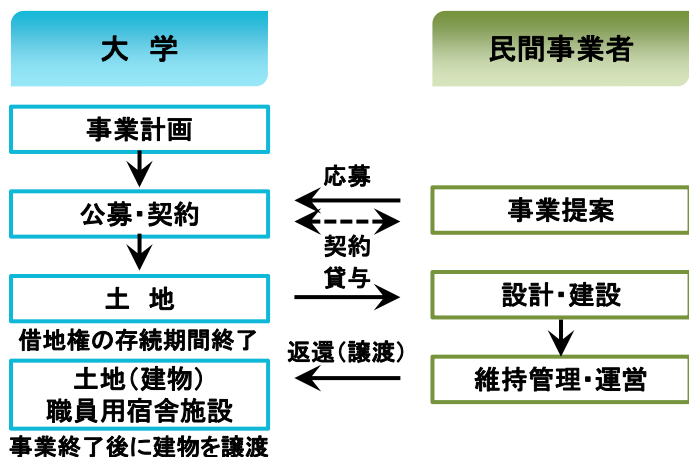 大 学
民間事業者
事業計画
応募
公募・契約
事業提案
契約
貸与
土 地
設計・建設
借地権の存続期間終了
返還(譲渡)
土地(建物)
職員用宿舎施設
維持管理・運営
事業終了後に建物を譲渡